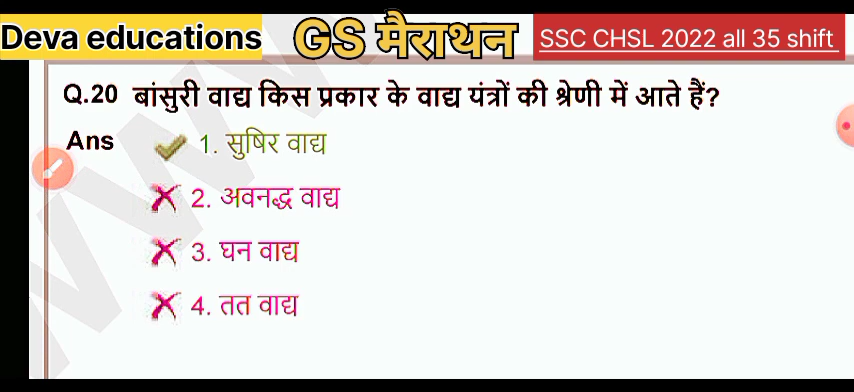 Deva educations GS मैराथन SSC CHSL 2022 all 35 shift
Q.20 बांसुरी वाद्य किस प्रकार के वाद्य यंत्रों की श्रेणी में आते हैं?
Ans 1. सुषिर वाद्य
2. अवनद्ध वाद्य
3. घन वाद्य
4. तत वाद्य